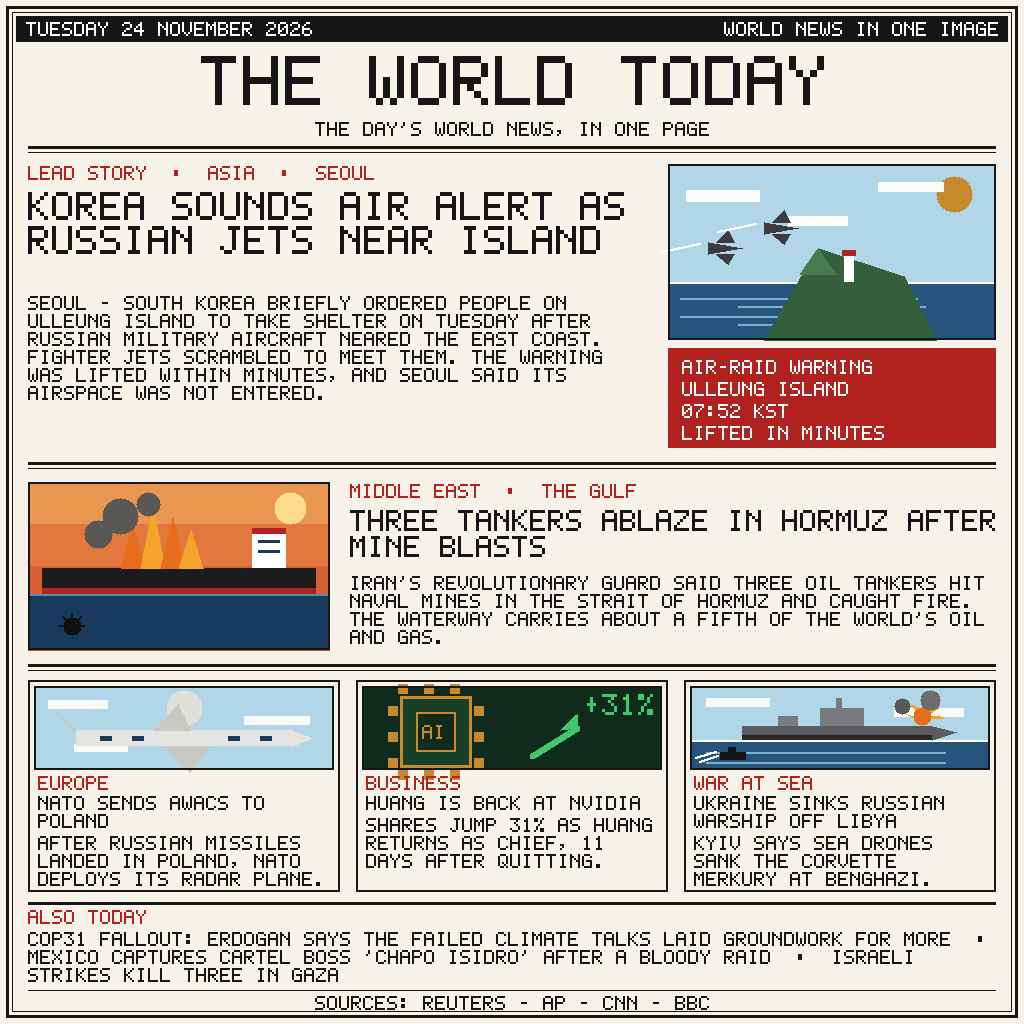 TUESDAY 24 NOVEMBER 2026
WORLD NEWS IN ONE IMAGE
THE WORLD TODAY
THE DAY'S WORLD NEWS, IN ONE PAGE
LEAD STORY · ASIA · SEOUL
KOREA SOUNDS AIR ALERT AS
RUSSIAN JETS NEAR ISLAND
SEOUL - SOUTH KOREA BRIEFLY ORDERED PEOPLE ON
ULLEUNG ISLAND TO TAKE SHELTER ON TUESDAY AFTER
RUSSIAN MILITARY AIRCRAFT NEARED THE EAST COAST.
FIGHTER JETS SCRAMBLED TO MEET THEM. THE WARNING
WAS LIFTED WITHIN MINUTES, AND SEOUL SAID ITS
AIRSPACE WAS NOT ENTERED.
AIR-RAID WARNING
ULLEUNG ISLAND
07:52 KST
LIFTED IN MINUTES
MIDDLE EAST · THE GULF
THREE TANKERS ABLAZE IN HORMUZ AFTER
MINE BLASTS
IRAN'S REVOLUTIONARY GUARD SAID THREE OIL TANKERS HIT
NAVAL MINES IN THE STRAIT OF HORMUZ AND CAUGHT FIRE.
THE WATERWAY CARRIES ABOUT A FIFTH OF THE WORLD'S OIL
AND GAS.
EUROPE
NATO SENDS AWACS TO
POLAND
AFTER RUSSIAN MISSILES
LANDED IN POLAND, NATO
DEPLOYS ITS RADAR PLANE.
AI
+31%
BUSINESS
HUANG IS BACK AT NVIDIA
SHARES JUMP 31% AS HUANG
RETURNS AS CHIEF, 11
DAYS AFTER QUITTING.
WAR AT SEA
UKRAINE SINKS RUSSIAN
WARSHIP OFF LIBYA
KYIV SAYS SEA DRONES
SANK THE CORVETTE
MERKURY AT BENGHAZI.
ALSO TODAY
COP31 FALLOUT: ERDOGAN SAYS THE FAILED CLIMATE TALKS LAID GROUNDWORK FOR MORE ·
MEXICO CAPTURES CARTEL BOSS 'CHAPO ISIDRO' AFTER A BLOODY RAID · ISRAELI
STRIKES KILL THREE IN GAZA
SOURCES: REUTERS - AP - CNN - BBC